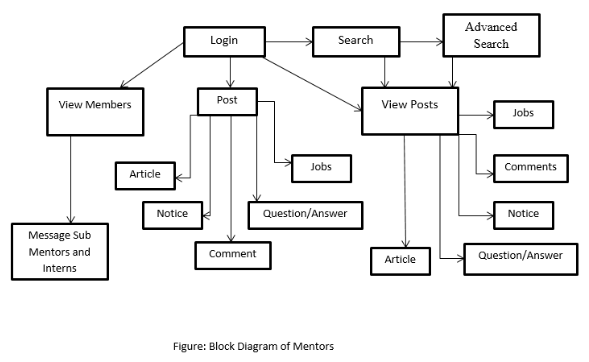 Login
Search
Advanced
Search
View Members
Post
View Posts
Jobs
Article
Jobs
Comments
Notice
Question/Answer
Notice
Message Sub
Mentors and
Interns
Comment
Article
Question/Answer
Figure: Block Diagram of Mentors